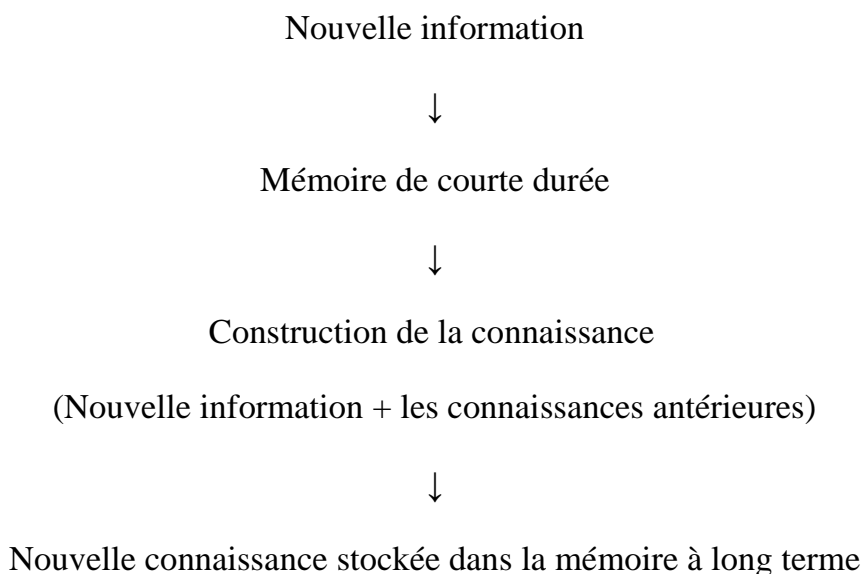 Nouvelle information
↓
Mémoire de courte durée
↓
Construction de la connaissance
(Nouvelle information + les connaissances antérieures)
↓
Nouvelle connaissance stockée dans la mémoire à long terme